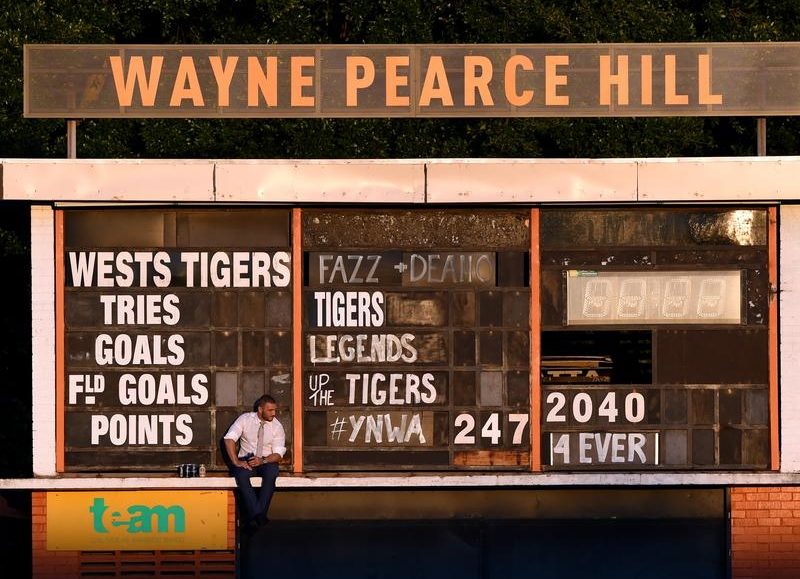 WAYNE PEARCE HILL
WESTS TIGERS
TRIES
GOALS
FLD GOALS
POINTS
FAZZ + DEANO
TIGERS
LEGENDS
UP THE TIGERS
#YNWA
247
2040
4 EVER
team